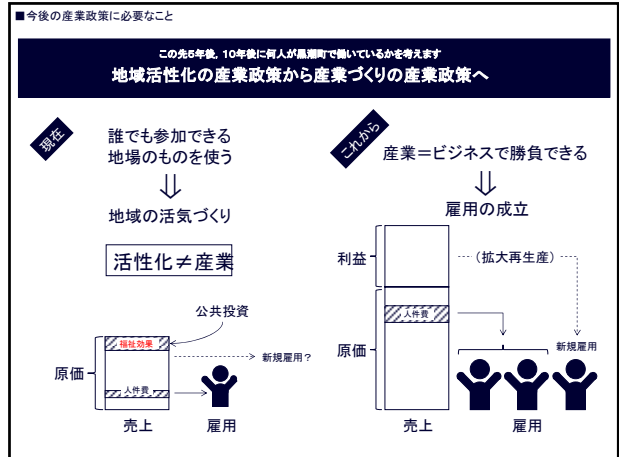 ■今後の産業政策に必要なこと
この先5年後，10年後に何人が黒潮町で働いているかを考えます
地域活性化の産業政策から産業づくりの産業政策へ
現在
誰でも参加できる
地場のものを使う
⇓
地域の活気づくり
活性化≠産業
公共投資
福祉効果
新規雇用？
原価
人件費
売上
雇用
これから
産業＝ビジネスで勝負できる
⇓
雇用の成立
利益
（拡大再生産）
人件費
原価
新規雇用
売上
雇用